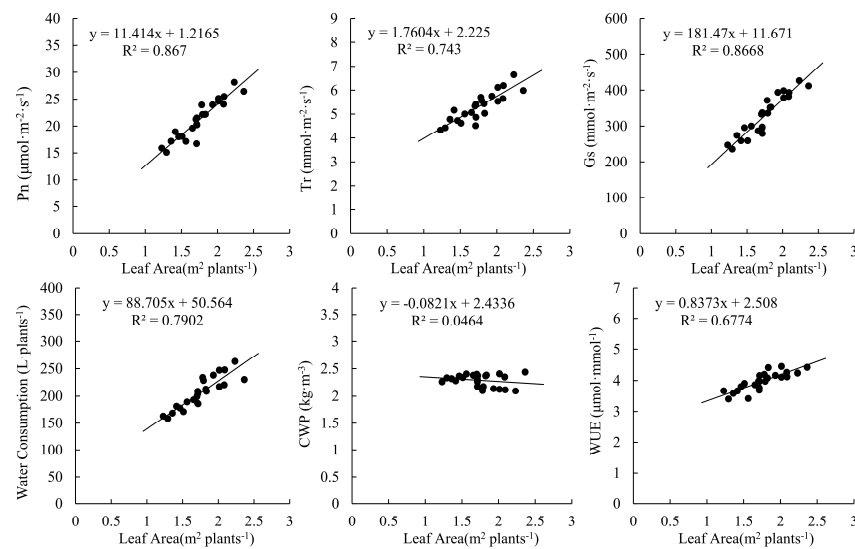 y = 11.414x + 1.2165
R² = 0.867
40
35
30
25
20
15
10
5
0
Pn (μmol·m⁻²·s⁻¹)
0 0.5 1 1.5 2 2.5 3
Leaf Area(m² plants⁻¹)
y = 1.7604x + 2.225
R² = 0.743
9
8
7
6
5
4
3
2
1
0
Tr (mmol·m⁻²·s⁻¹)
0 0.5 1 1.5 2 2.5 3
Leaf Area(m² plants⁻¹)
y = 181.47x + 11.671
R² = 0.8668
600
500
400
300
200
100
0
Gs (mmol·m⁻²·s⁻¹)
0 0.5 1 1.5 2 2.5 3
Leaf Area(m² plants⁻¹)
y = 88.705x + 50.564
R² = 0.7902
400
350
300
250
200
150
100
50
0
Water Consumption (L·plants⁻¹)
0 0.5 1 1.5 2 2.5 3
Leaf Area(m² plants⁻¹)
y = -0.0821x + 2.4336
R² = 0.0464
4
3.5
3
2.5
2
1.5
1
0.5
0
CWP (kg·m⁻³)
0 0.5 1 1.5 2 2.5 3
Leaf Area(m² plants⁻¹)
y = 0.8373x + 2.508
R² = 0.6774
7
6
5
4
3
2
1
0
WUE (μmol·mmol⁻¹)
0 0.5 1 1.5 2 2.5 3
Leaf Area(m² plants⁻¹)